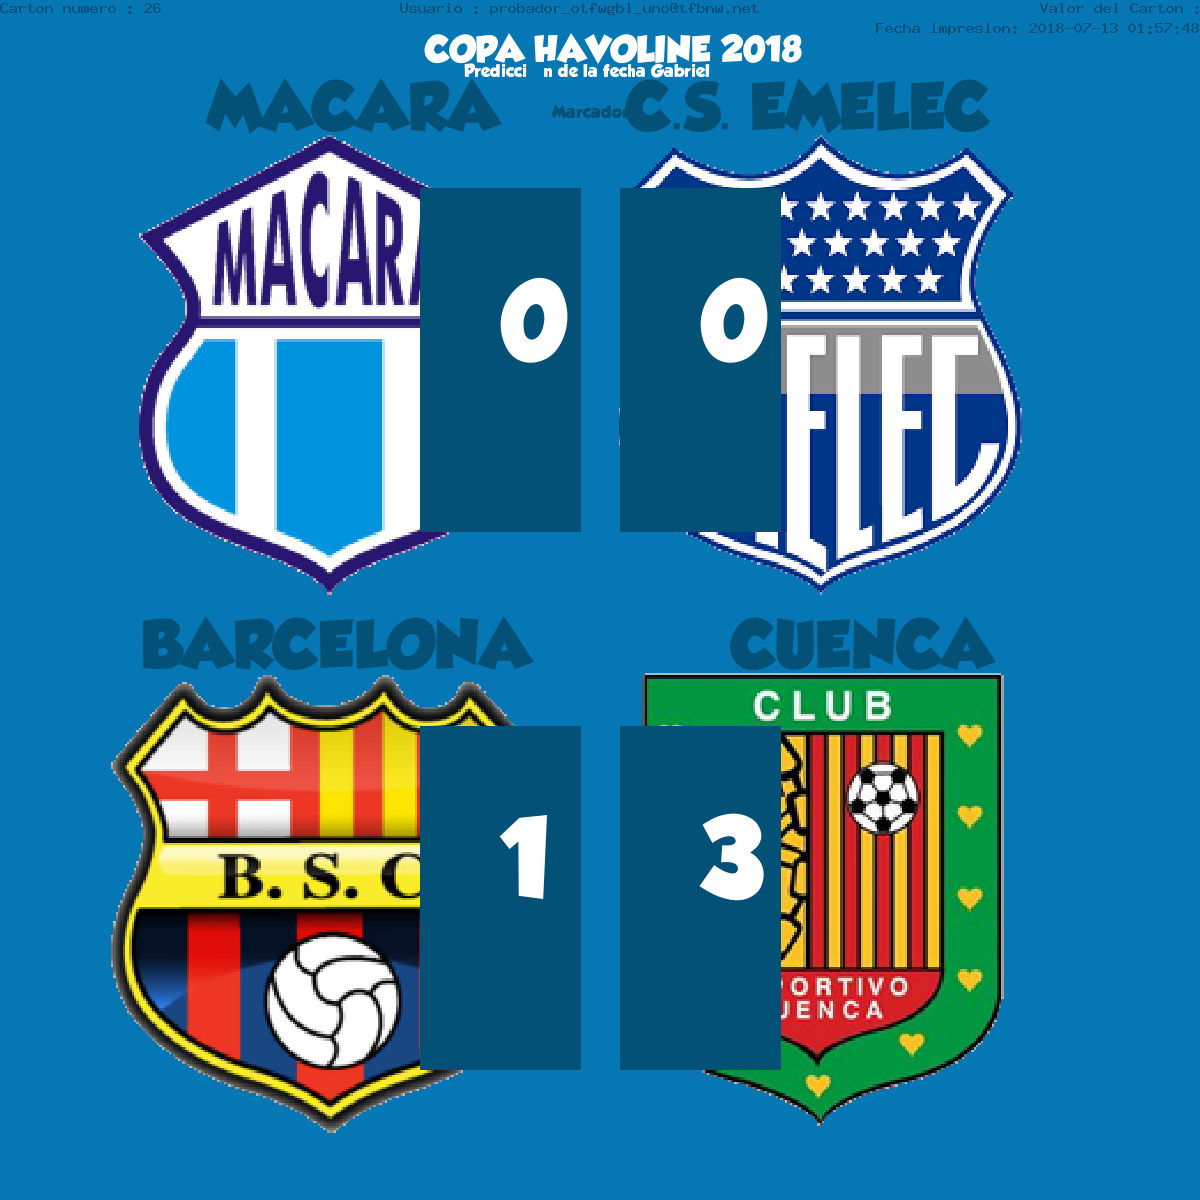 Carton numero : 26 Usuario : probador_otfwgbl_uno@tfbnw.net Valor del Carton :
Fecha impresion: 2018-07-13 01:57:48
COPA HAVOLINE 2018
Predicci n de la fecha Gabriel
MACARA Marcador C.S. EMELEC
MACARA
0 0
ELEC
BARCELONA CUENCA
CLUB
B. S. C
1 3
PORTIVO
UENCA